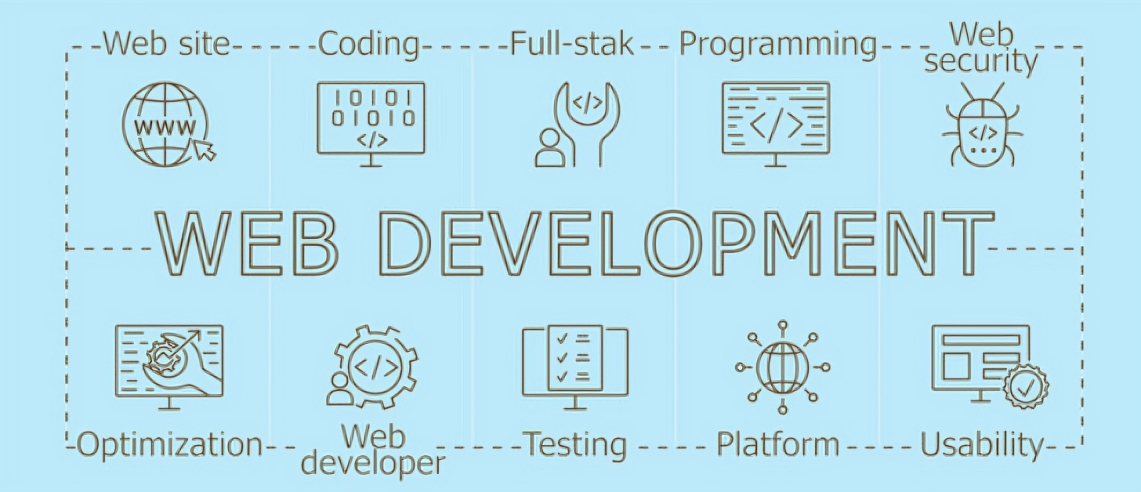 Web site
Coding
Full-stak
Programming
Web
security
WWW
10101
01010
</>
</>
</>
</>
WEB DEVELOPMENT
</>
Optimization
Web
developer
Testing
Platform
Usability